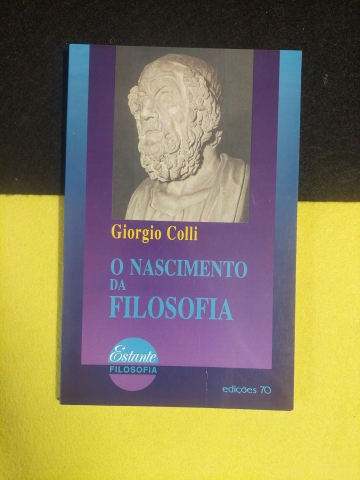 Giorgio Colli
O NASCIMENTO
DA
FILOSOFIA
Estante
FILOSOFIA
edições 70